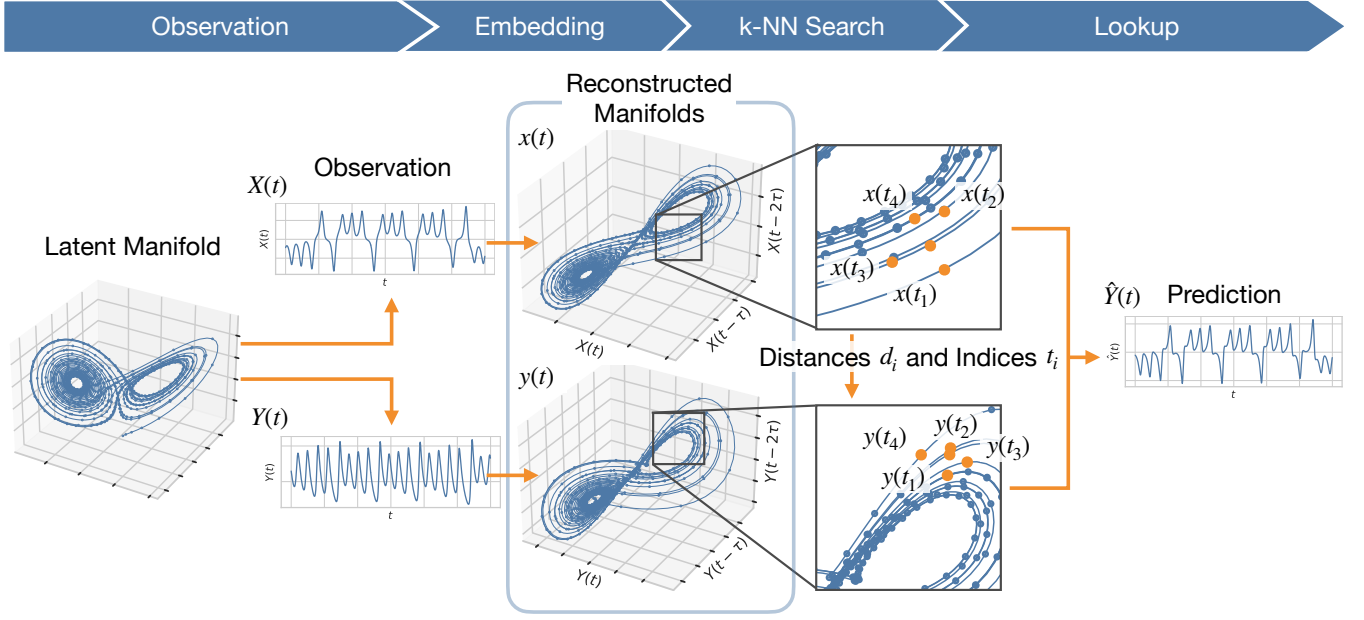 Observation
Embedding
k-NN Search
Lookup
Reconstructed
Manifolds
Latent Manifold
Observation
X(t)
X(t)
t
Y(t)
Y(t)
t
x(t)
X(t)
X(t − τ)
X(t − 2τ)
y(t)
Y(t)
Y(t − τ)
Y(t − 2τ)
x(t₄)
x(t₂)
x(t₃)
x(t₁)
Distances dᵢ and Indices tᵢ
y(t₄)
y(t₂)
y(t₃)
y(t₁)
Ŷ(t)
Prediction
Ŷ(t)
t